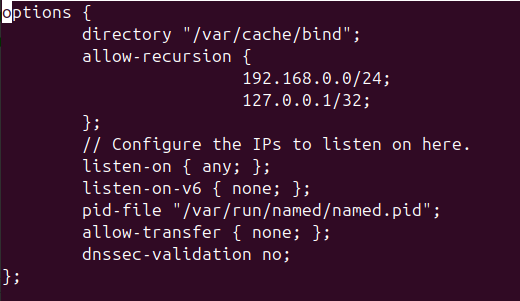 options {
        directory "/var/cache/bind";
        allow-recursion {
                        192.168.0.0/24;
                        127.0.0.1/32;
        };
        // Configure the IPs to listen on here.
        listen-on { any; };
        listen-on-v6 { none; };
        pid-file "/var/run/named/named.pid";
        allow-transfer { none; };
        dnssec-validation no;
};